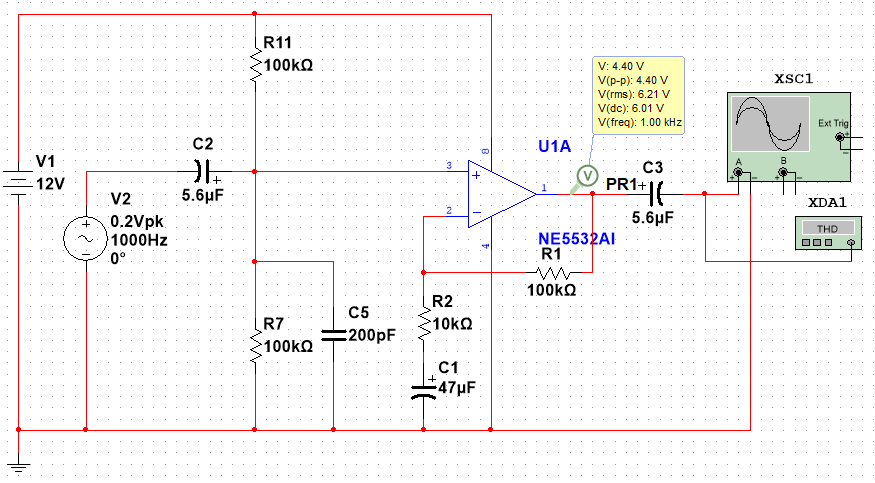 R11
100kΩ
V: 4.40 V
V(p-p): 4.40 V
V(rms): 6.21 V
V(dc): 6.01 V
V(freq): 1.00 kHz
XSC1
Ext Trig
+
-
A
B
+ - + -
V1
12V
C2
+
5.6µF
V2
0.2Vpk
1000Hz
0°
U1A
8
3
+
2
-
1
4
NE5532AI
V
PR1
+
C3
5.6µF
XDA1
THD
R1
100kΩ
R2
10kΩ
R7
100kΩ
C5
200pF
C1
+
47µF